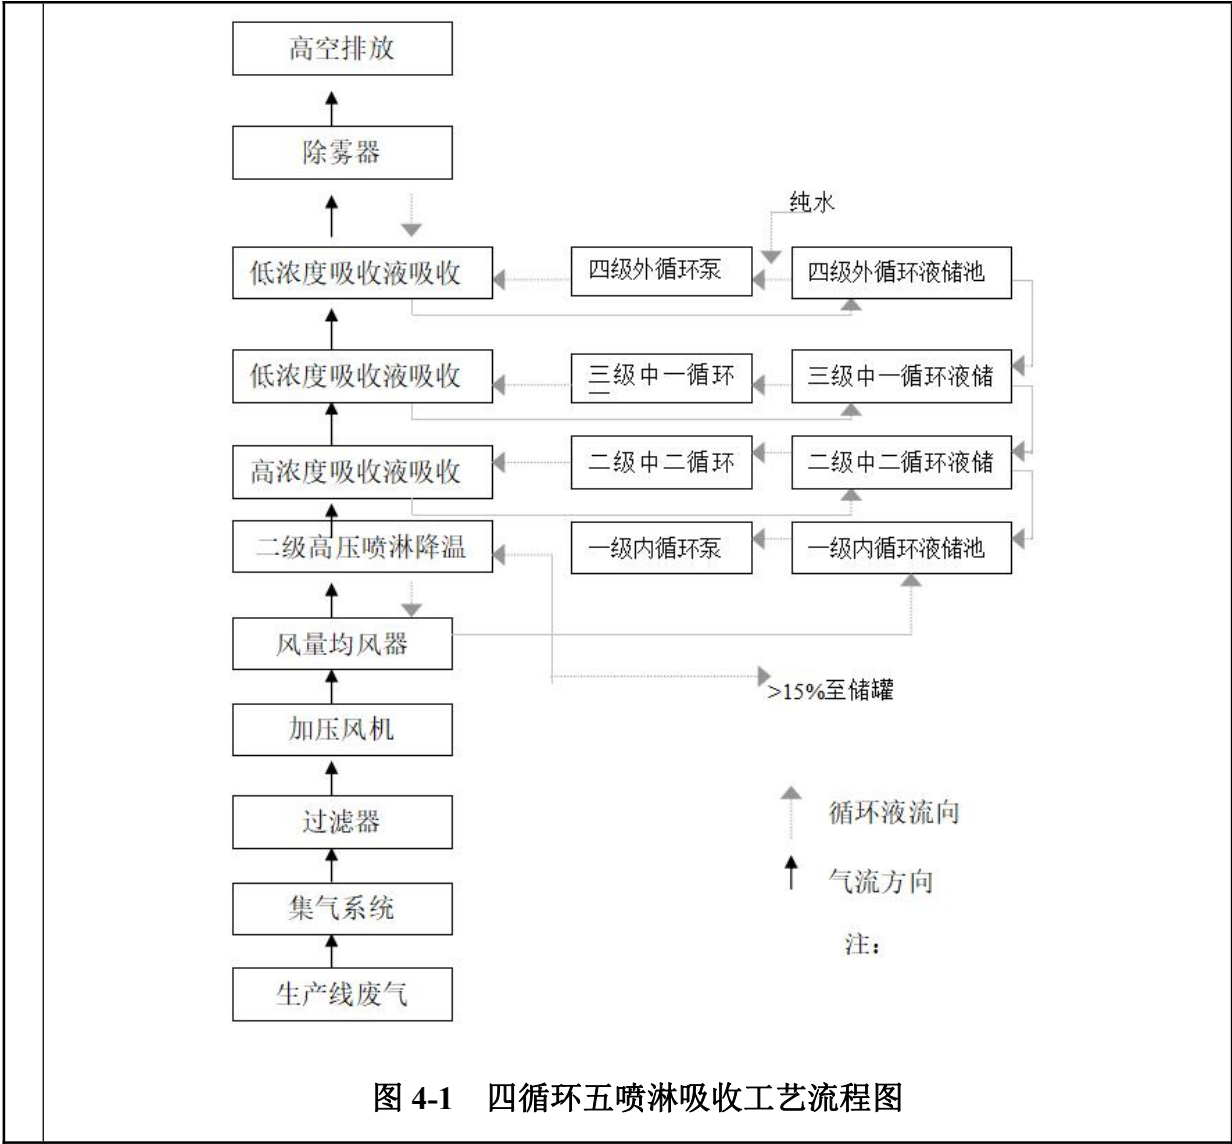 高空排放
除雾器
纯水
低浓度吸收液吸收
四级外循环泵
四级外循环液储池
低浓度吸收液吸收
三级中一循环
三级中一循环液储
高浓度吸收液吸收
二级中二循环
二级中二循环液储
二级高压喷淋降温
一级内循环泵
一级内循环液储池
风量均风器
>15%至储罐
加压风机
过滤器
循环液流向
集气系统
气流方向
注：
生产线废气
图 4-1 四循环五喷淋吸收工艺流程图